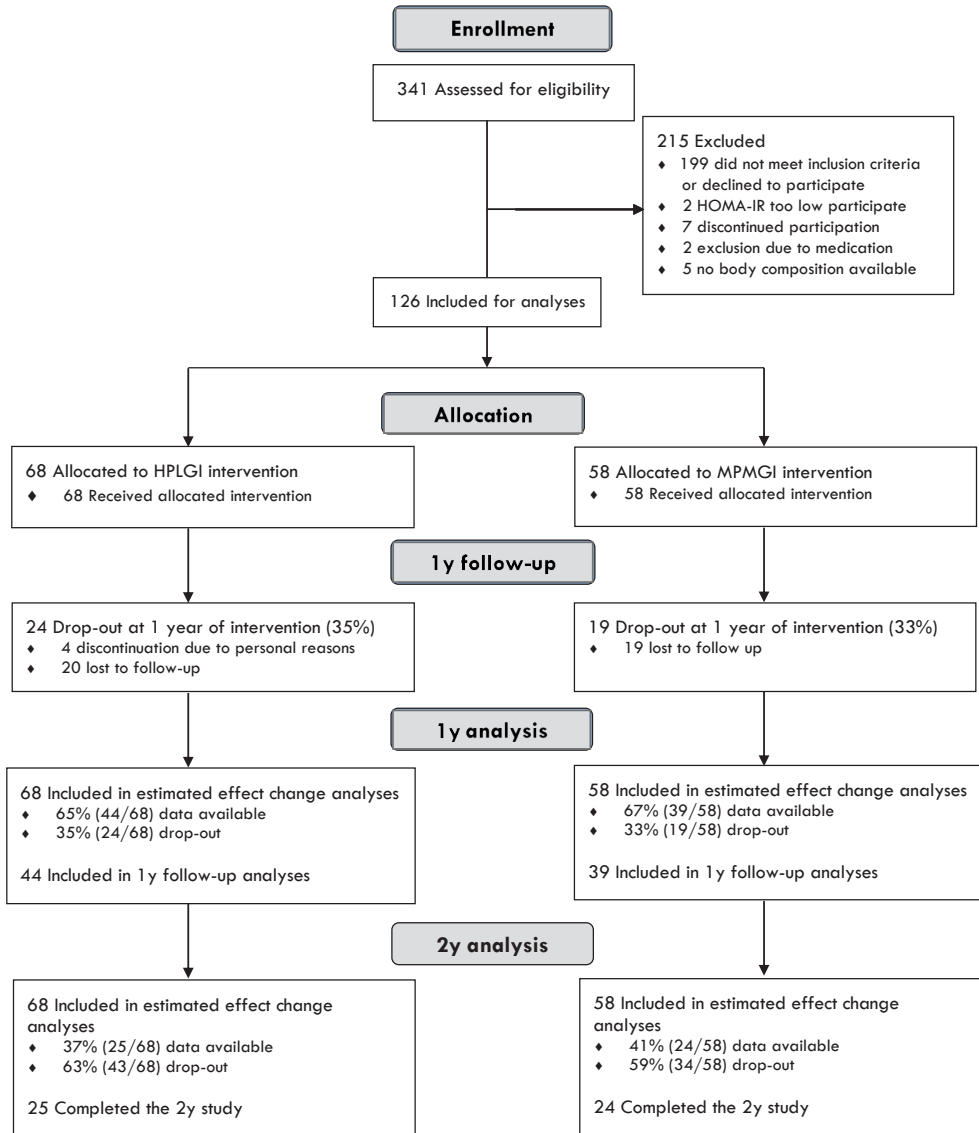 Enrollment
341 Assessed for eligibility
215 Excluded
♦ 199 did not meet inclusion criteria
or declined to participate
♦ 2 HOMA-IR too low participate
♦ 7 discontinued participation
♦ 2 exclusion due to medication
♦ 5 no body composition available
126 Included for analyses
Allocation
68 Allocated to HPLGI intervention
♦ 68 Received allocated intervention
58 Allocated to MPMGI intervention
♦ 58 Received allocated intervention
1y follow-up
24 Drop-out at 1 year of intervention (35%)
♦ 4 discontinuation due to personal reasons
♦ 20 lost to follow-up
19 Drop-out at 1 year of intervention (33%)
♦ 19 lost to follow up
1y analysis
68 Included in estimated effect change analyses
♦ 65% (44/68) data available
♦ 35% (24/68) drop-out
44 Included in 1y follow-up analyses
58 Included in estimated effect change analyses
♦ 67% (39/58) data available
♦ 33% (19/58) drop-out
39 Included in 1y follow-up analyses
2y analysis
68 Included in estimated effect change
analyses
♦ 37% (25/68) data available
♦ 63% (43/68) drop-out
25 Completed the 2y study
58 Included in estimated effect change
analyses
♦ 41% (24/58) data available
♦ 59% (34/58) drop-out
24 Completed the 2y study